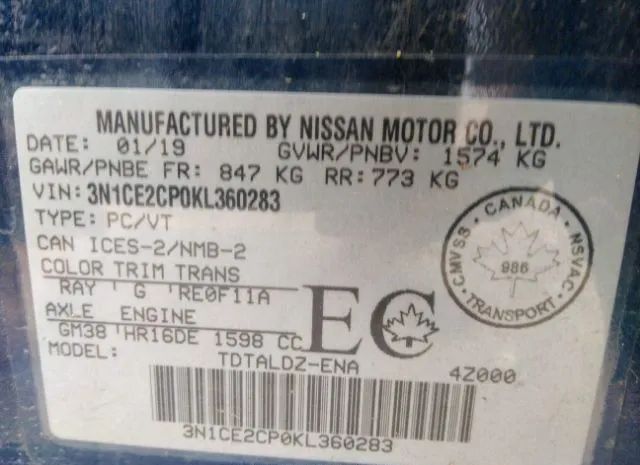 MANUFACTURED BY NISSAN MOTOR CO., LTD.
DATE: 01/19 GVWR/PNBV: 1574 KG
GAWR/PNBE FR: 847 KG RR: 773 KG
VIN: 3N1CE2CP0KL360283
TYPE: PC/VT
CAN ICES-2/NMB-2
COLOR TRIM TRANS
RAY ' G 'RE0F11A
AXLE ENGINE
GM38 'HR16DE 1598 CC
MODEL: TDTALDZ-ENA
4Z000
EC
CANADA
CMVSS NSVAC
986
TRANSPORT
3N1CE2CP0KL360283